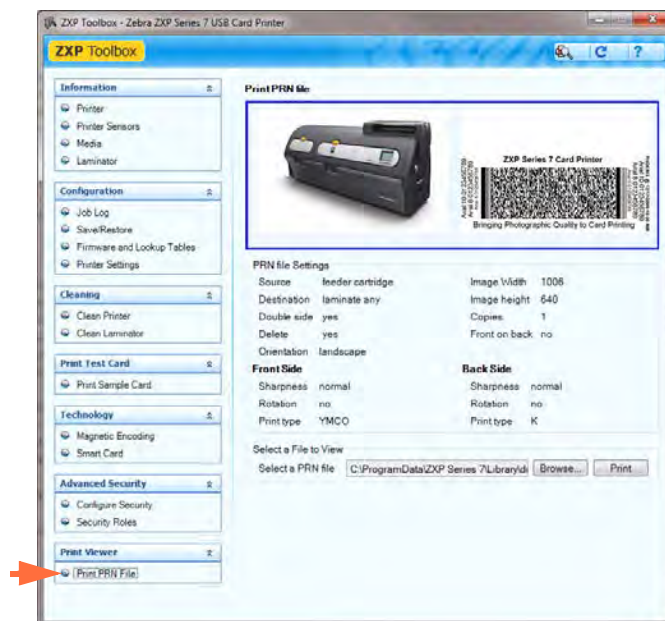 ZXP Toolbox - Zebra ZXP Series 7 USB Card Printer
ZXP Toolbox
Information
Printer
Printer Sensors
Media
Laminator
Configuration
Job Log
Save/Restore
Firmware and Lookup Tables
Printer Settings
Cleaning
Clean Printer
Clean Laminator
Print Test Card
Print Sample Card
Technology
Magnetic Encoding
Smart Card
Advanced Security
Configure Security
Security Roles
Print Viewer
Print PRN File
Print PRN file
ZXP Series 7 Card Printer
Bringing Photographic Quality to Card Printing
PRN file Settings
Source feeder cartridge Image Width 1006
Destination laminate any Image height 640
Double side yes Copies 1
Delete yes Front on back no
Orientation landscape
Front Side Back Side
Sharpness normal Sharpness normal
Rotation no Rotation no
Print type YMCO Print type K
Select a File to View
Select a PRN file C:\ProgramData\ZXP Series 7\Library\de Browse... Print